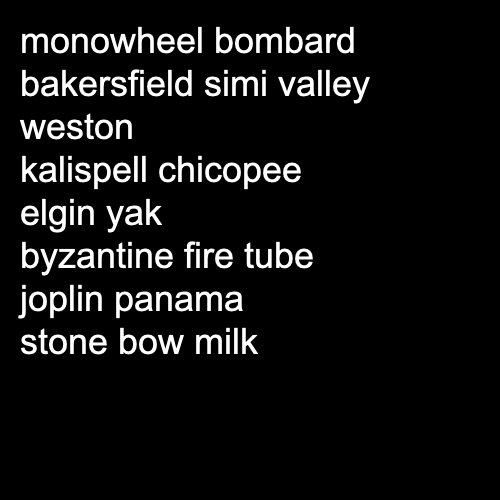 monowheel bombard
bakersfield simi valley
weston
kalispell chicopee
elgin yak
byzantine fire tube
joplin panama
stone bow milk